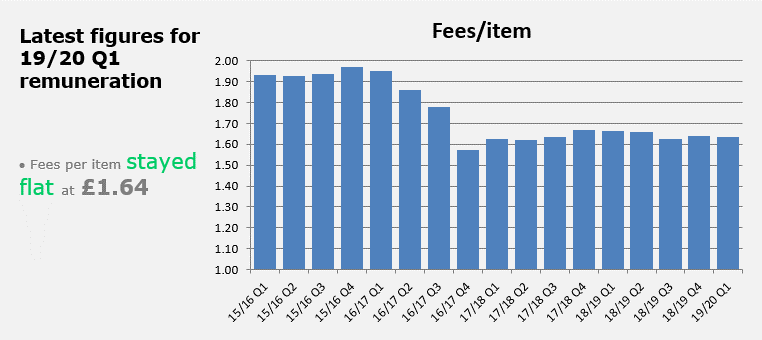 Latest figures for
19/20 Q1
remuneration
• Fees per item stayed
flat at £1.64
Fees/item
2.00
1.90
1.80
1.70
1.60
1.50
1.40
1.30
1.20
1.10
1.00
15/16 Q1
15/16 Q2
15/16 Q3
15/16 Q4
16/17 Q1
16/17 Q2
16/17 Q3
16/17 Q4
17/18 Q1
17/18 Q2
17/18 Q3
17/18 Q4
18/19 Q1
18/19 Q2
18/19 Q3
18/19 Q4
19/20 Q1